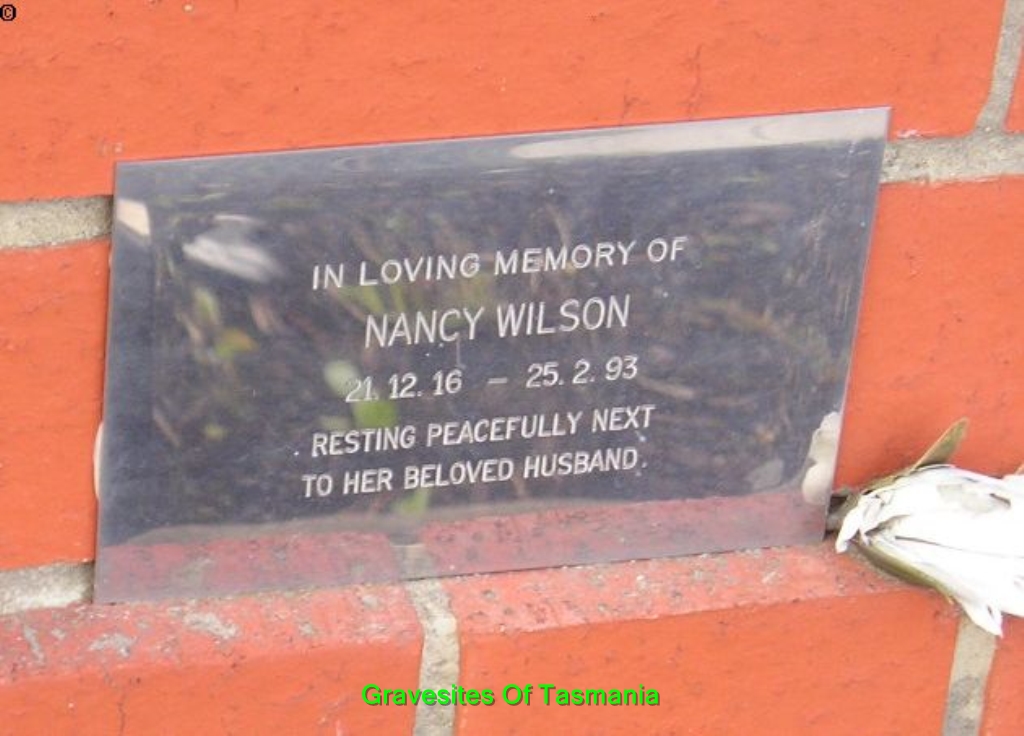 ©
IN LOVING MEMORY OF
NANCY WILSON
21. 12. 16 - 25. 2. 93
RESTING PEACEFULLY NEXT
TO HER BELOVED HUSBAND.
Gravesites Of Tasmania